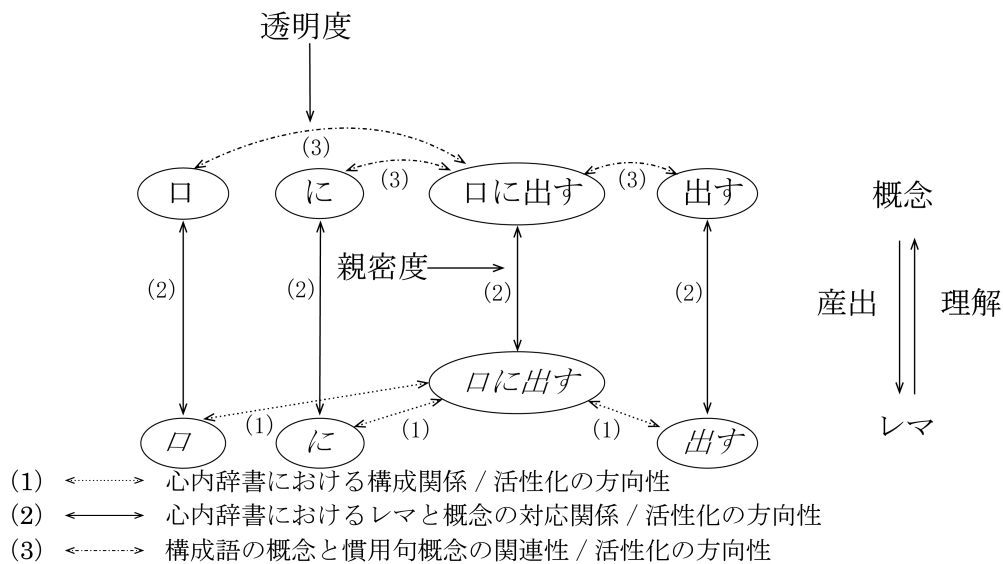 透明度
(3)
(3)
(3)
口
に
口に出す
出す
概念
親密度
(2)
(2)
(2)
(2)
産出
理解
口に出す
レマ
(1)
(1)
(1)
口
に
出す
(1) 心内辞書における構成関係 / 活性化の方向性
(2) 心内辞書におけるレマと概念の対応関係 / 活性化の方向性
(3) 構成語の概念と慣用句概念の関連性 / 活性化の方向性